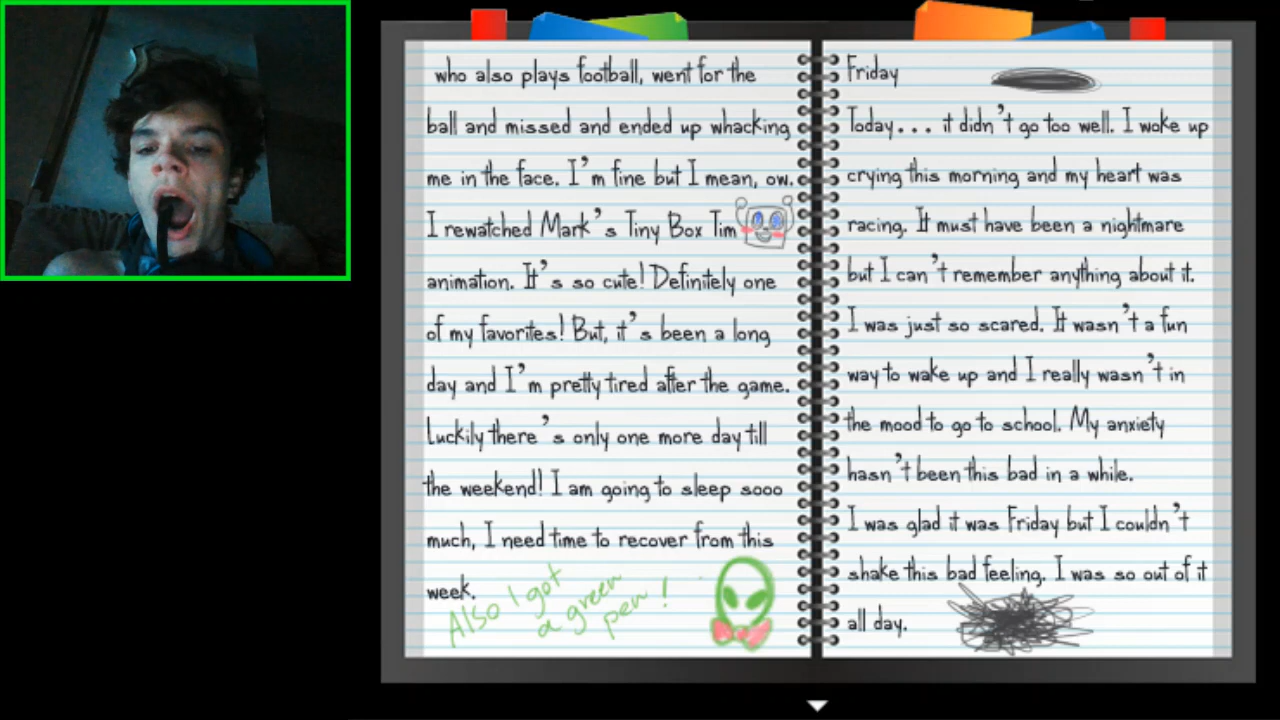 who also plays football, went for the
ball and missed and ended up whacking
me in the face. I'm fine but I mean, ow.
I rewatched Mark's Tiny Box Tim
animation. It's so cute! Definitely one
of my favorites! But, it's been a long
day and I'm pretty tired after the game.
Luckily there's only one more day till
the weekend! I am going to sleep sooo
much, I need time to recover from this
week.
Also I got
a green
pen!
Friday
Today... it didn't go too well. I woke up
crying this morning and my heart was
racing. It must have been a nightmare
but I can't remember anything about it.
I was just so scared. It wasn't a fun
way to wake up and I really wasn't in
the mood to go to school. My anxiety
hasn't been this bad in a while.
I was glad it was Friday but I couldn't
shake this bad feeling. I was so out of it
all day.